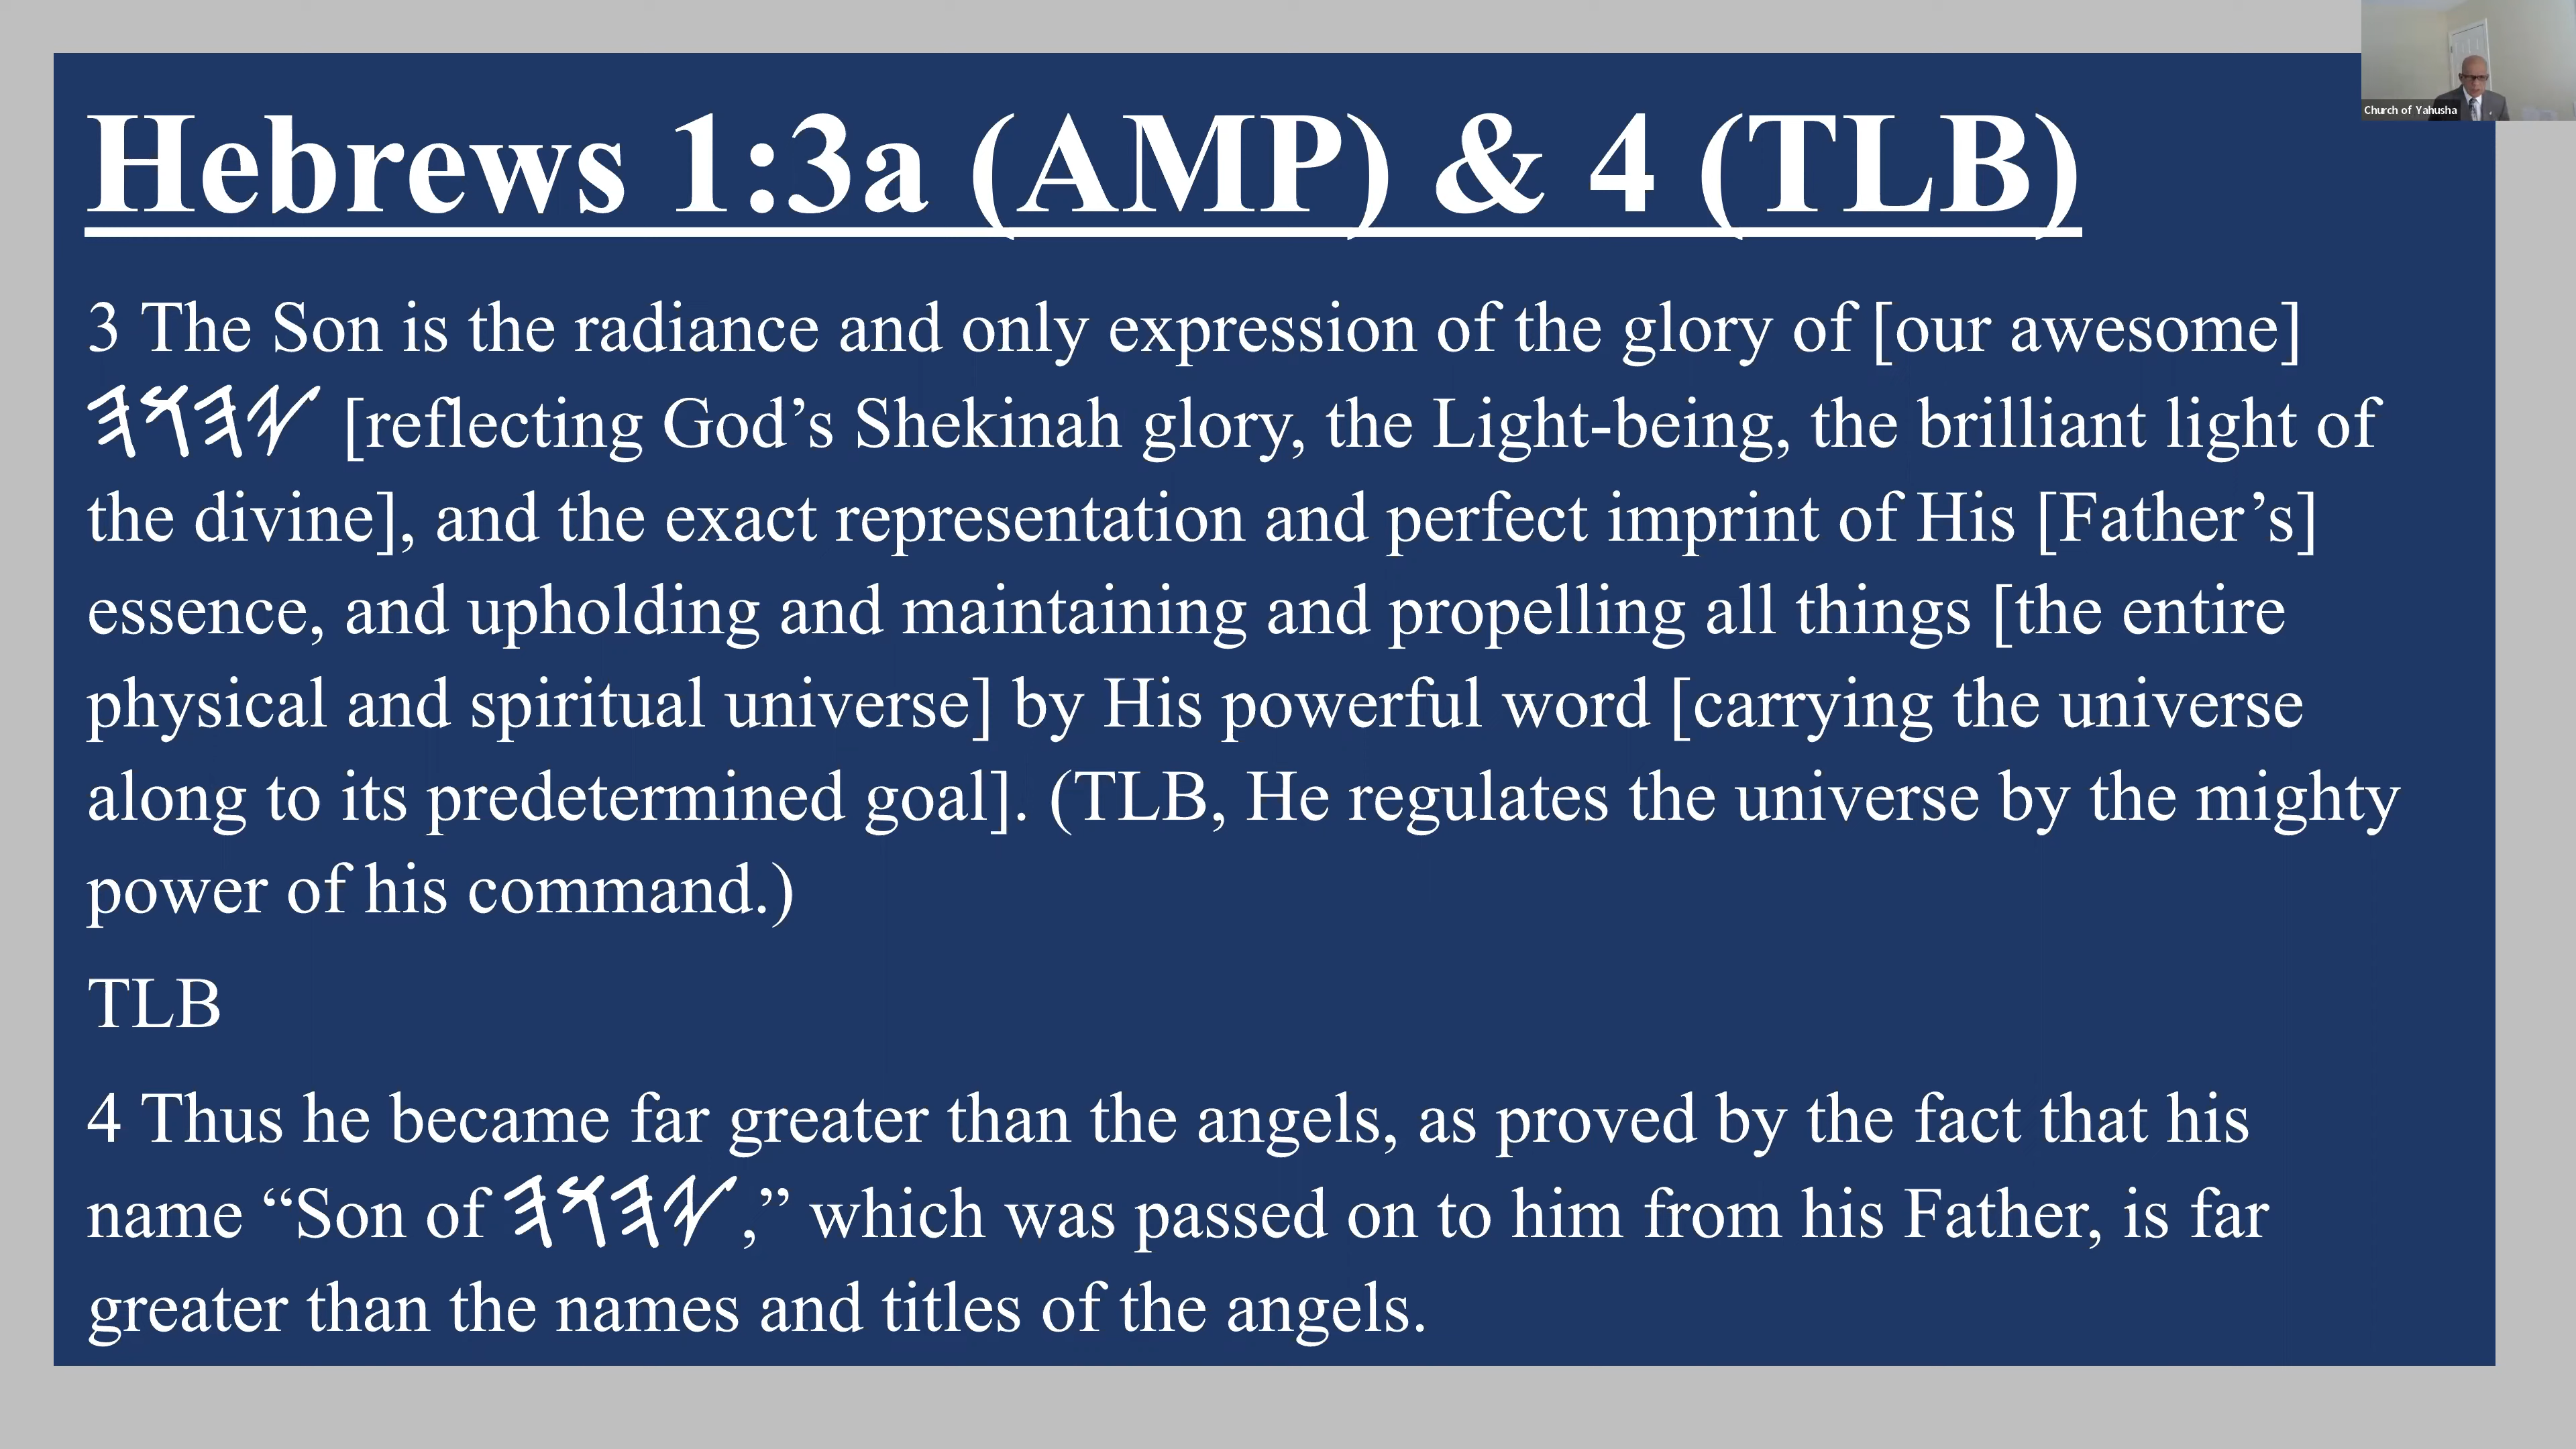 Church of Yahusha
Hebrews 1:3a (AMP) & 4 (TLB)
3 The Son is the radiance and only expression of the glory of [our awesome]
𐤉𐤄𐤅𐤄 [reflecting God’s Shekinah glory, the Light-being, the brilliant light of
the divine], and the exact representation and perfect imprint of His [Father’s]
essence, and upholding and maintaining and propelling all things [the entire
physical and spiritual universe] by His powerful word [carrying the universe
along to its predetermined goal]. (TLB, He regulates the universe by the mighty
power of his command.)
TLB
4 Thus he became far greater than the angels, as proved by the fact that his
name “Son of 𐤉𐤄𐤅𐤄,” which was passed on to him from his Father, is far
greater than the names and titles of the angels.